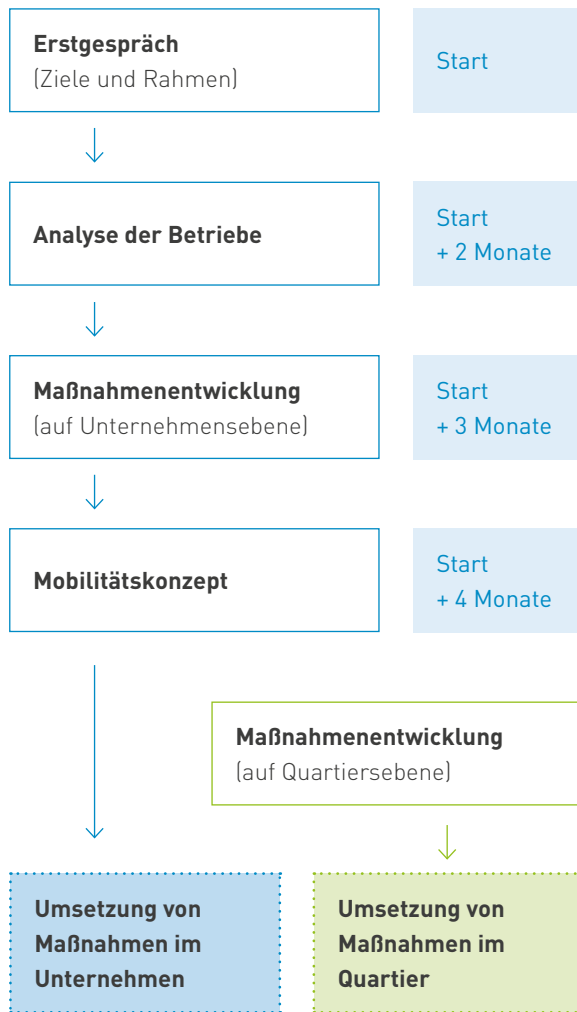 Erstgespräch
(Ziele und Rahmen)
Start
Analyse der Betriebe
Start
+ 2 Monate
Maßnahmenentwicklung
(auf Unternehmensebene)
Start
+ 3 Monate
Mobilitätskonzept
Start
+ 4 Monate
Maßnahmenentwicklung
(auf Quartiersebene)
Umsetzung von
Maßnahmen im
Unternehmen
Umsetzung von
Maßnahmen im
Quartier